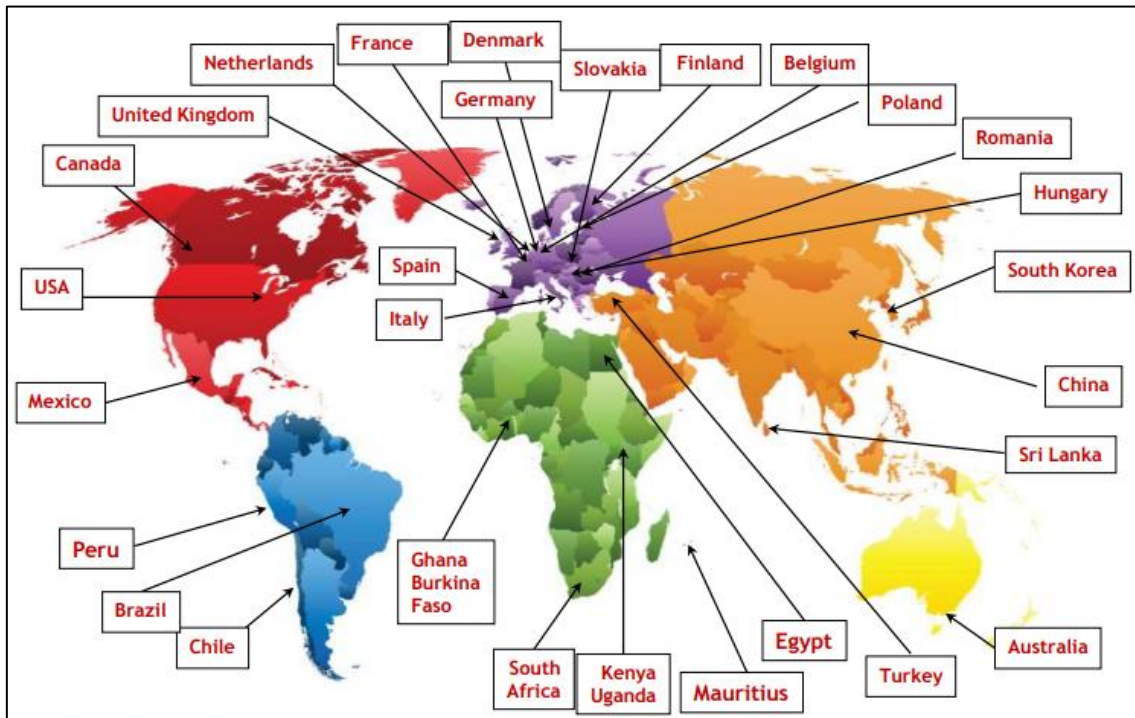 France
Denmark
Netherlands
Slovakia
Finland
Belgium
Germany
Poland
United Kingdom
Romania
Canada
Hungary
Spain
South Korea
USA
Italy
China
Mexico
Sri Lanka
Peru
Ghana
Burkina
Faso
Brazil
Chile
Egypt
Australia
South
Africa
Kenya
Uganda
Mauritius
Turkey